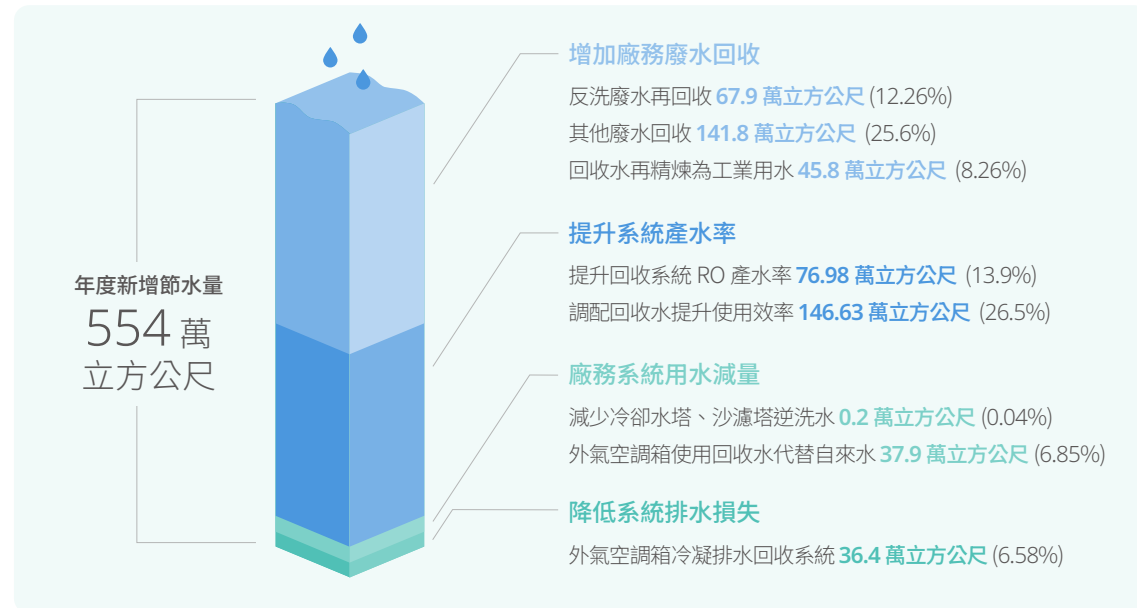 年度新增節水量
554 萬
立方公尺
增加廠務廢水回收
反洗廢水再回收 67.9 萬立方公尺 (12.26%)
其他廢水回收 141.8 萬立方公尺 (25.6%)
回收水再精煉為工業用水 45.8 萬立方公尺 (8.26%)
提升系統產水率
提升回收系統 RO 產水率 76.98 萬立方公尺 (13.9%)
調配回收水提升使用效率 146.63 萬立方公尺 (26.5%)
廠務系統用水減量
減少冷卻水塔、沙濾塔逆洗水 0.2 萬立方公尺 (0.04%)
外氣空調箱使用回收水代替自來水 37.9 萬立方公尺 (6.85%)
降低系統排水損失
外氣空調箱冷凝排水回收系統 36.4 萬立方公尺 (6.58%)